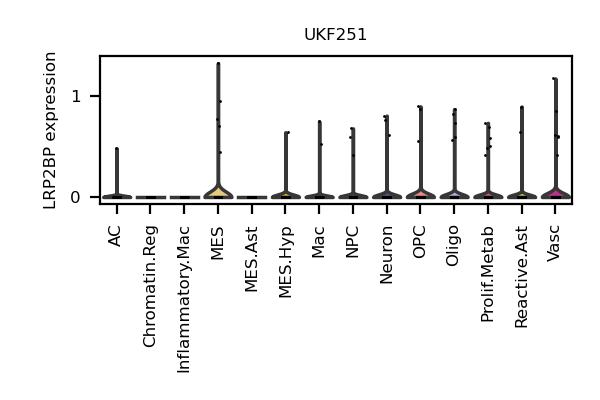 UKF251
LRP2BP expression
1
0
AC
Chromatin.Reg
Inflammatory.Mac
MES
MES.Ast
MES.Hyp
Mac
NPC
Neuron
OPC
Oligo
Prolif.Metab
Reactive.Ast
Vasc